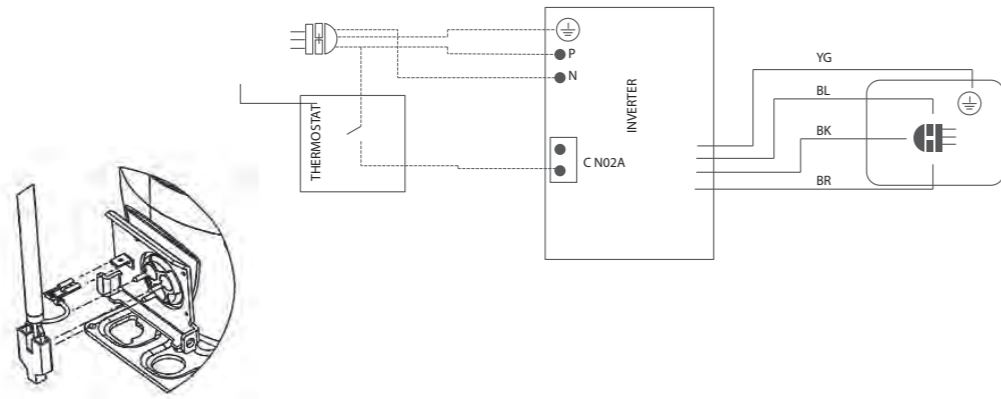 P
N
THERMOSTAT
INVERTER
C N02A
YG
BL
BK
BR